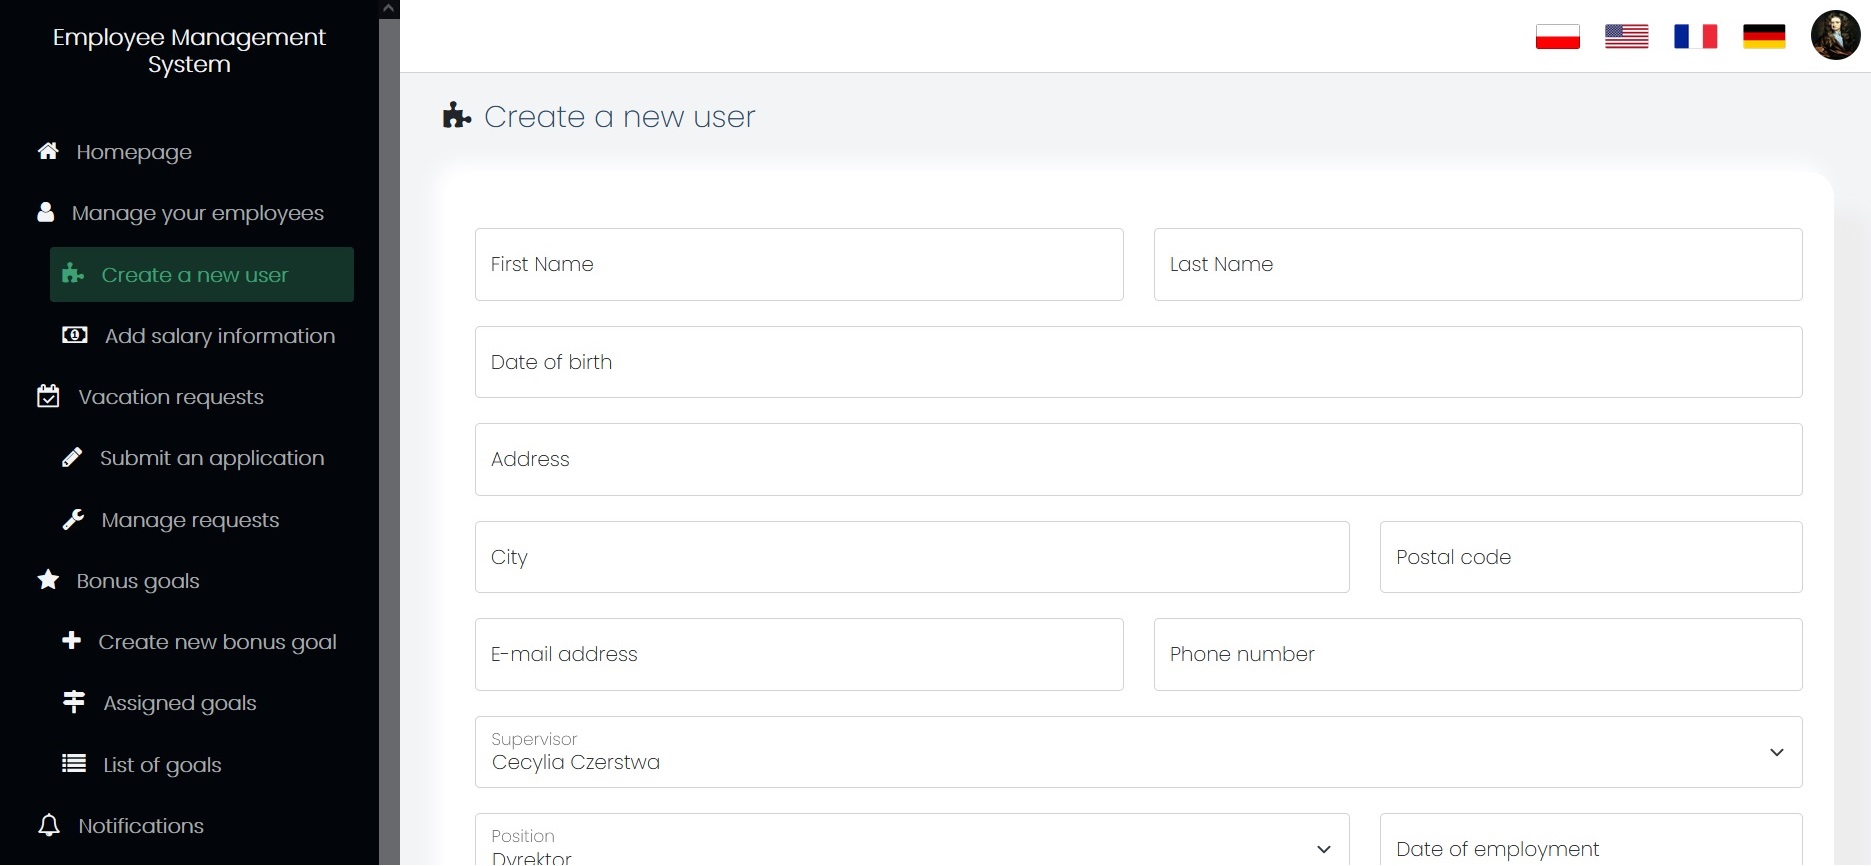 Employee Management
System
Homepage
Manage your employees
Create a new user
Add salary information
Vacation requests
Submit an application
Manage requests
Bonus goals
Create new bonus goal
Assigned goals
List of goals
Notifications
Create a new user
First Name
Last Name
Date of birth
Address
City
Postal code
E-mail address
Phone number
Supervisor
Cecylia Czerstwa
Position
Dyrektor
Date of employment